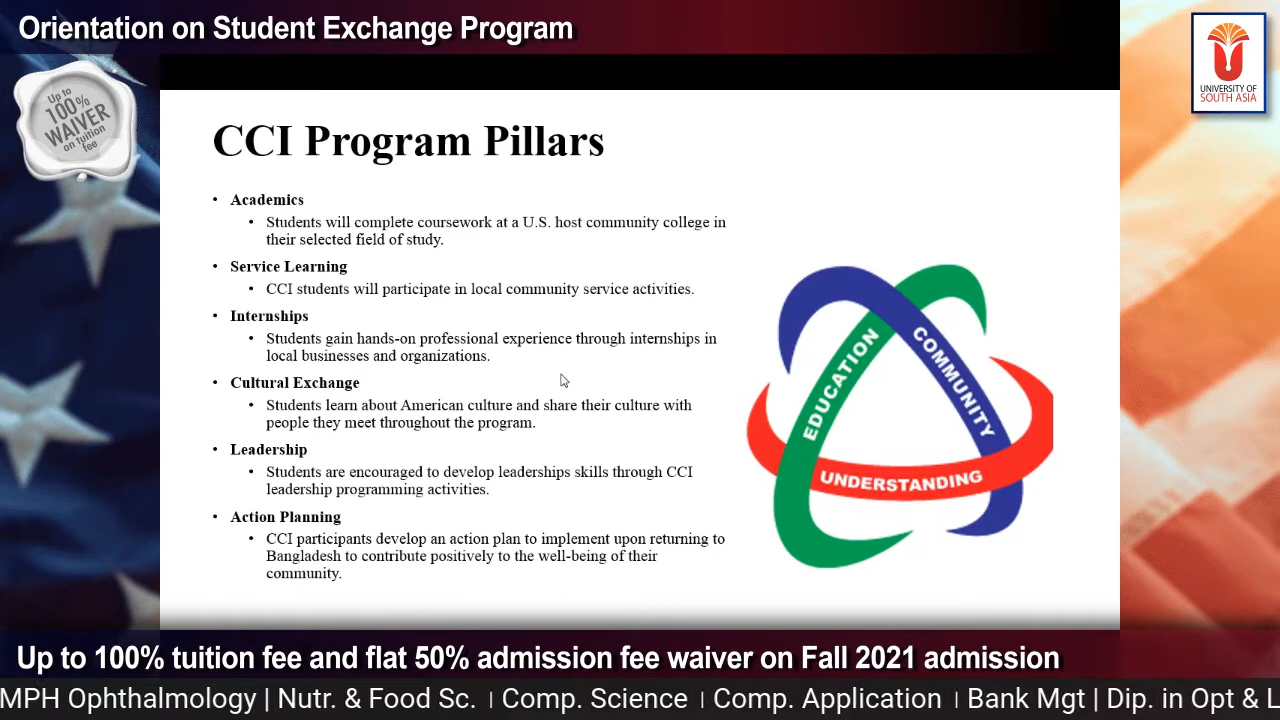 Orientation on Student Exchange Program
Up to
100%
WAIVER
on tuition
fee
UNIVERSITY OF
SOUTH ASIA
CCI Program Pillars
• Academics
• Students will complete coursework at a U.S. host community college in
their selected field of study.
• Service Learning
• CCI students will participate in local community service activities.
• Internships
• Students gain hands-on professional experience through internships in
local businesses and organizations.
• Cultural Exchange
• Students learn about American culture and share their culture with
people they meet throughout the program.
• Leadership
• Students are encouraged to develop leaderships skills through CCI
leadership programming activities.
• Action Planning
• CCI participants develop an action plan to implement upon returning to
Bangladesh to contribute positively to the well-being of their
community.
EDUCATION
COMMUNITY
UNDERSTANDING
Up to 100% tuition fee and flat 50% admission fee waiver on Fall 2021 admission
MPH Ophthalmology | Nutr. & Food Sc. | Comp. Science | Comp. Application | Bank Mgt | Dip. in Opt & L